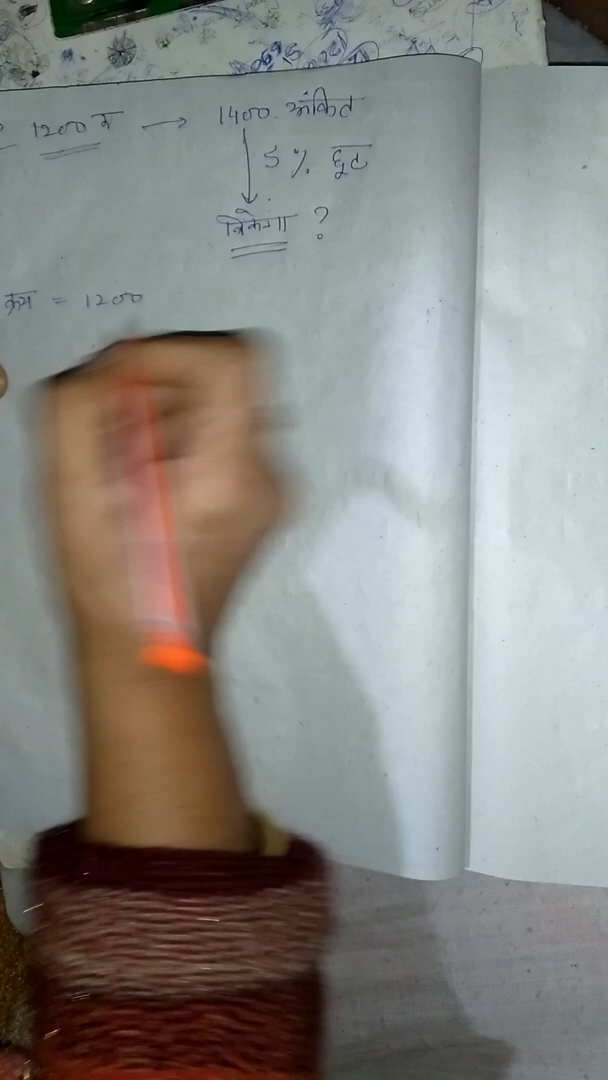 1200 रु → 1400. अंकित
5 % छूट
बिकेगा ?
क्रय = 1200